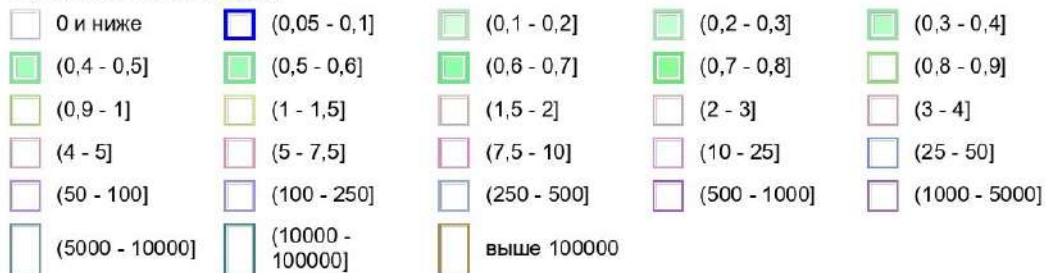 0 и ниже (0,05 - 0,1] (0,1 - 0,2] (0,2 - 0,3] (0,3 - 0,4]
(0,4 - 0,5] (0,5 - 0,6] (0,6 - 0,7] (0,7 - 0,8] (0,8 - 0,9]
(0,9 - 1] (1 - 1,5] (1,5 - 2] (2 - 3] (3 - 4]
(4 - 5] (5 - 7,5] (7,5 - 10] (10 - 25] (25 - 50]
(50 - 100] (100 - 250] (250 - 500] (500 - 1000] (1000 - 5000]
(5000 - 10000] (10000 - 100000] выше 100000